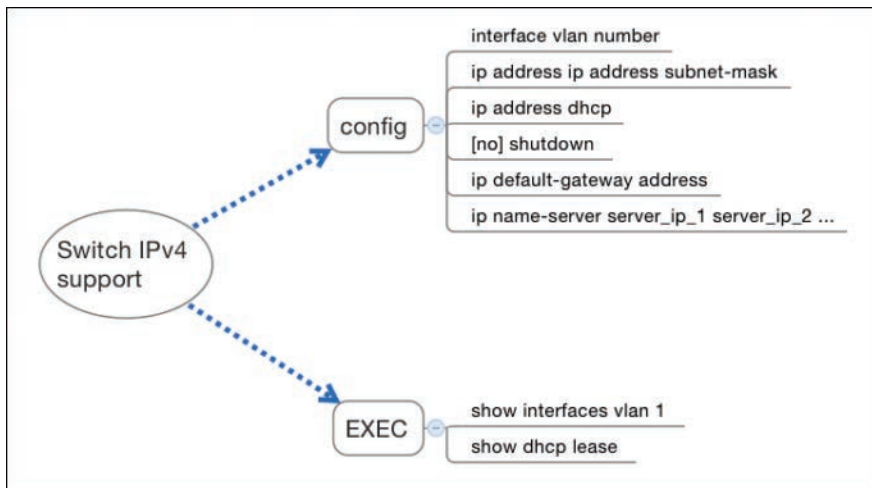 Switch IPv4
support
config
interface vlan number
ip address ip address subnet-mask
ip address dhcp
[no] shutdown
ip default-gateway address
ip name-server server_ip_1 server_ip_2 ...
EXEC
show interfaces vlan 1
show dhcp lease